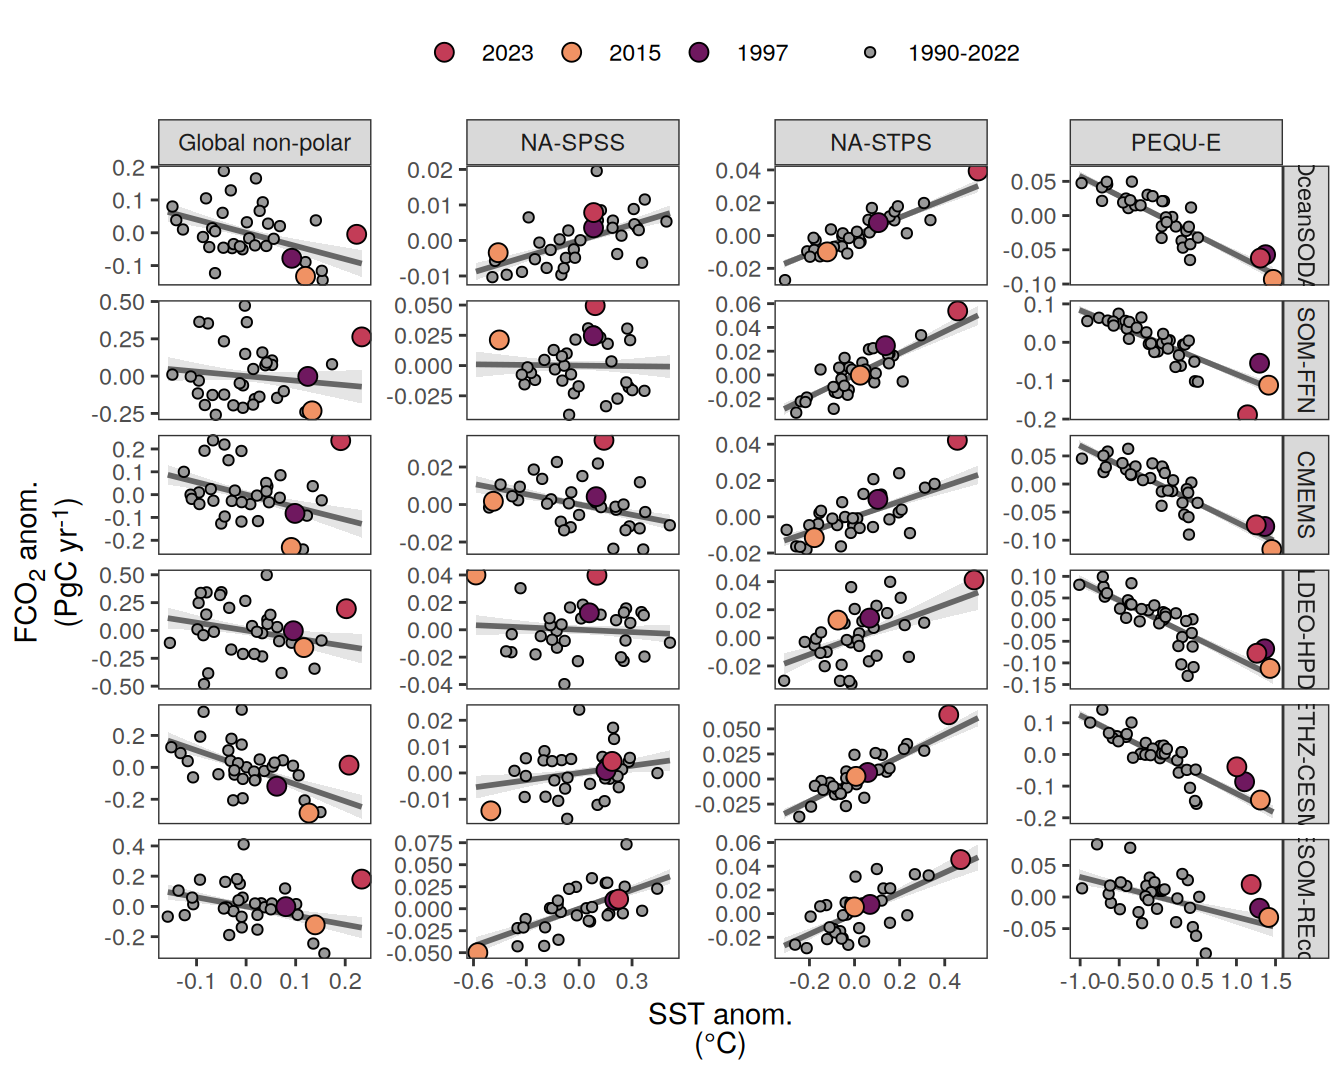 2023 2015 1997 1990-2022
Global non-polar NA-SPSS NA-STPS PEQU-E
0.2 0.1 0.0 -0.1
0.02 0.01 0.00 -0.01
0.04 0.02 0.00 -0.02
0.05 0.00 -0.05 -0.10
OceanSODA
0.50 0.25 0.00 -0.25
0.050 0.025 0.000 -0.025
0.06 0.04 0.02 0.00 -0.02
0.1 0.0 -0.1 -0.2
SOM-FFN
0.2 0.1 0.0 -0.1 -0.2
0.02 0.00 -0.02
0.04 0.02 0.00 -0.02
0.05 0.00 -0.05 -0.10
CMEMS
0.50 0.25 0.00 -0.25 -0.50
0.04 0.02 0.00 -0.02 -0.04
0.04 0.02 0.00 -0.02
0.10 0.05 0.00 -0.05 -0.10 -0.15
LDEO-HPD
0.2 0.0 -0.2
0.02 0.01 0.00 -0.01
0.050 0.025 0.000 -0.025
0.1 0.0 -0.1 -0.2
ETHZ-CESM
0.4 0.2 0.0 -0.2
0.075 0.050 0.025 0.000 -0.025 -0.050
0.06 0.04 0.02 0.00 -0.02
0.05 0.00 -0.05
ESOM-REcc
-0.1 0.0 0.1 0.2
-0.6 -0.3 0.0 0.3
-0.2 0.0 0.2 0.4
-1.0 -0.5 0.0 0.5 1.0 1.5
FCO2 anom.
(PgC yr-1)
SST anom.
(°C)